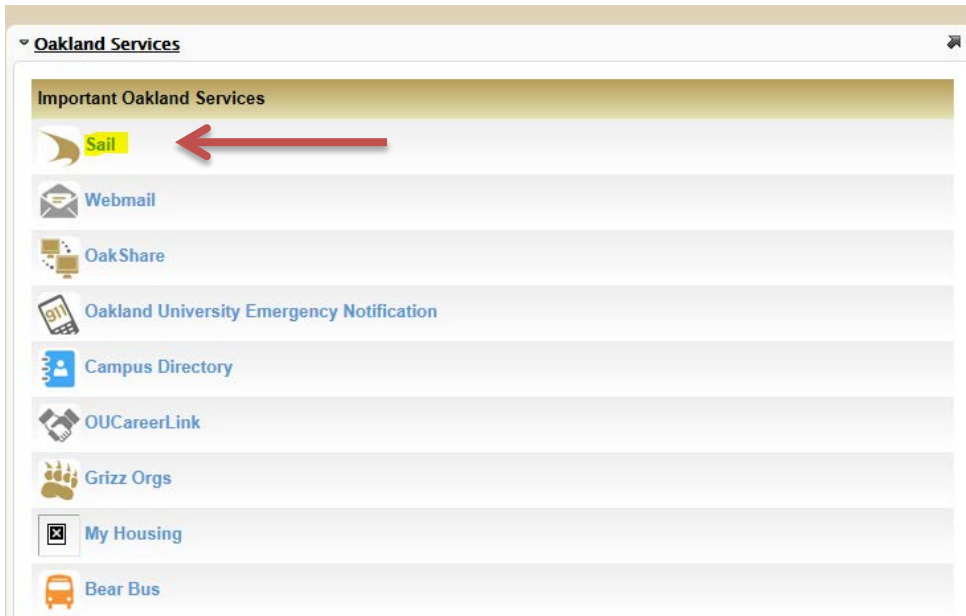 Oakland Services
Important Oakland Services
Sail
Webmail
OakShare
911
Oakland University Emergency Notification
Campus Directory
OUCareerLink
Grizz Orgs
My Housing
Bear Bus